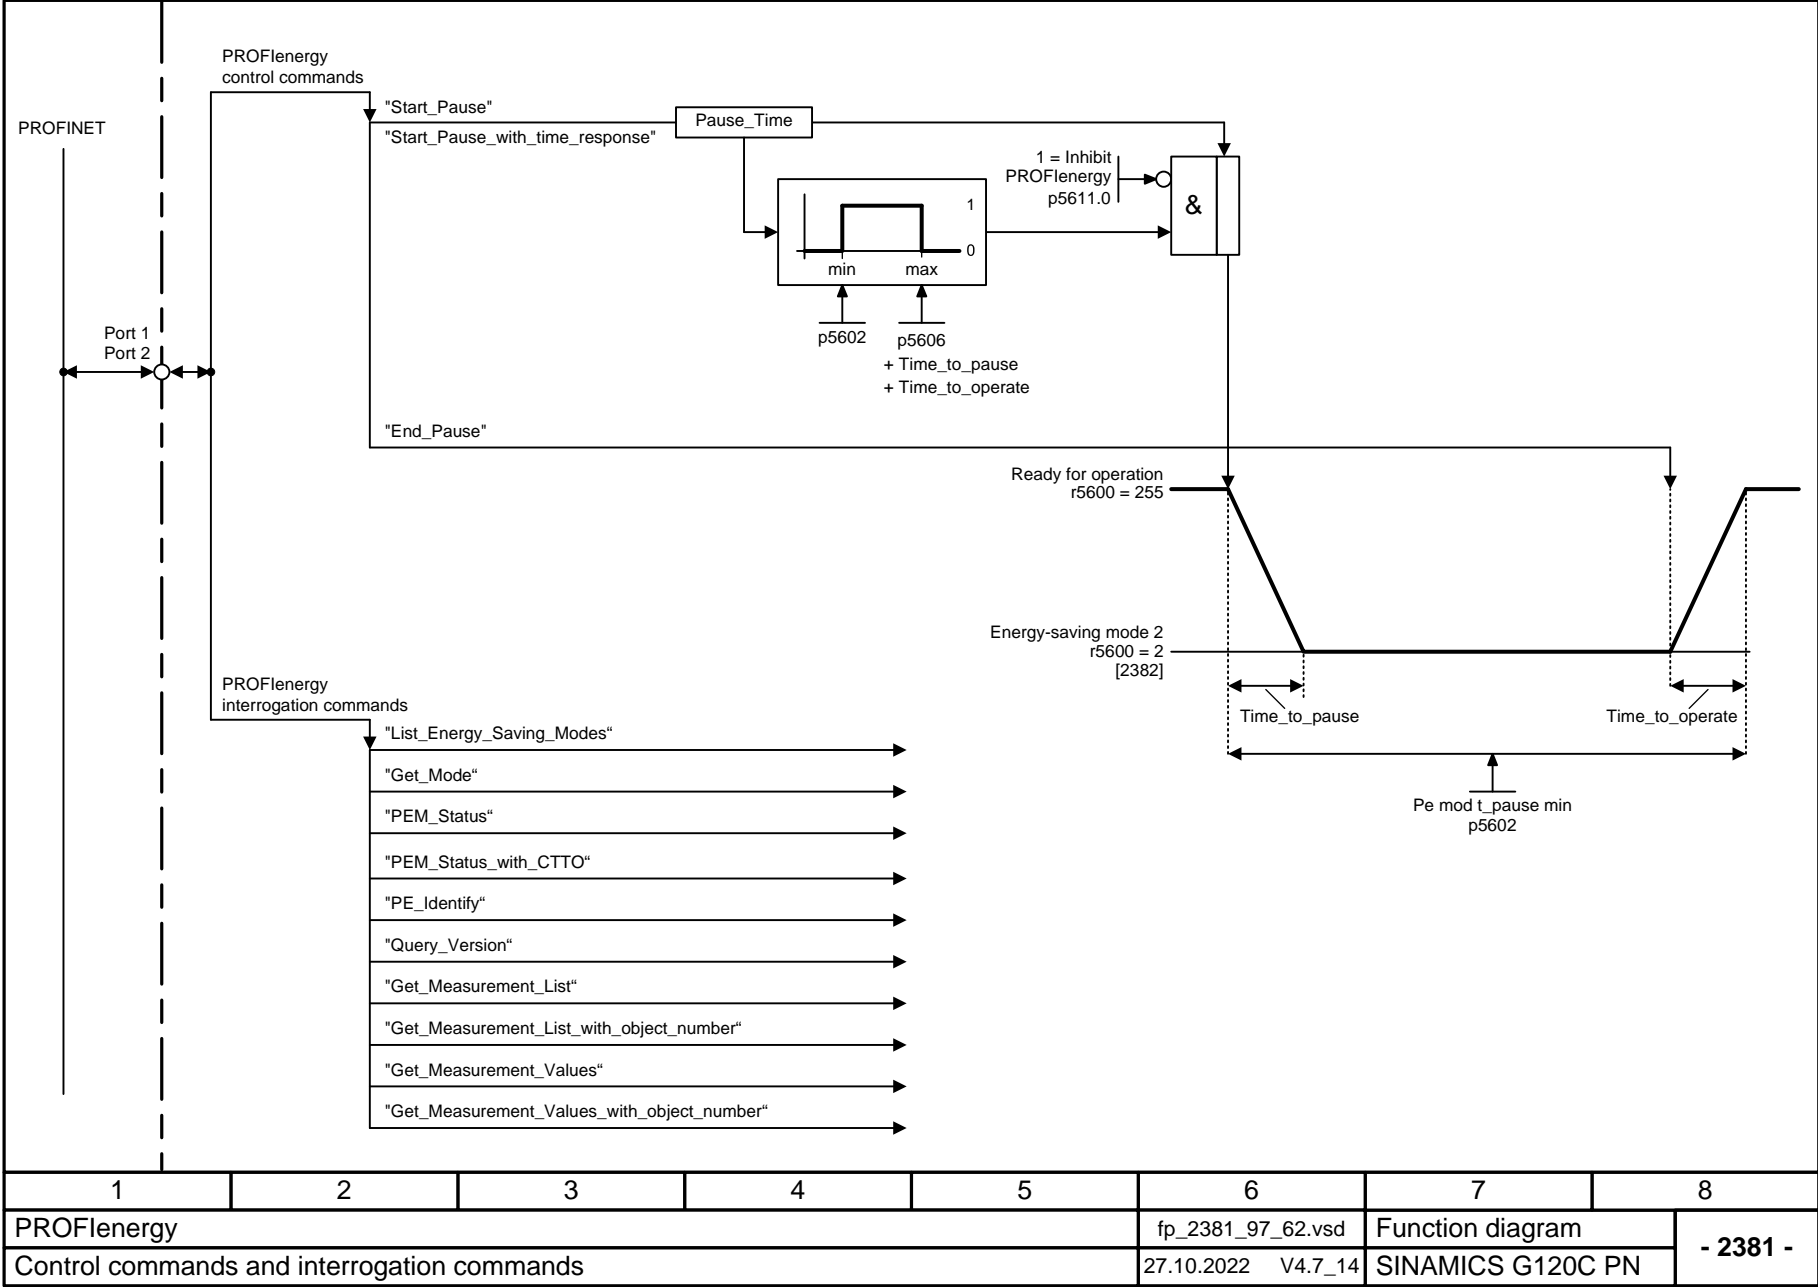 PROFIenergy
control commands
PROFINET
"Start_Pause"
"Start_Pause_with_time_response"
Pause_Time
1 = Inhibit
PROFIenergy
p5611.0
&
1
0
min
max
p5602
p5606
+ Time_to_pause
+ Time_to_operate
Port 1
Port 2
"End_Pause"
Ready for operation
r5600 = 255
Energy-saving mode 2
r5600 = 2
[2382]
Time_to_pause
Time_to_operate
Pe mod t_pause min
p5602
PROFIenergy
interrogation commands
"List_Energy_Saving_Modes“
"Get_Mode“
"PEM_Status“
"PEM_Status_with_CTTO“
"PE_Identify“
"Query_Version“
"Get_Measurement_List“
"Get_Measurement_List_with_object_number“
"Get_Measurement_Values“
"Get_Measurement_Values_with_object_number“
1 2 3 4 5 6 7 8
PROFIenergy
fp_2381_97_62.vsd
Function diagram
- 2381 -
Control commands and interrogation commands
27.10.2022 V4.7_14
SINAMICS G120C PN